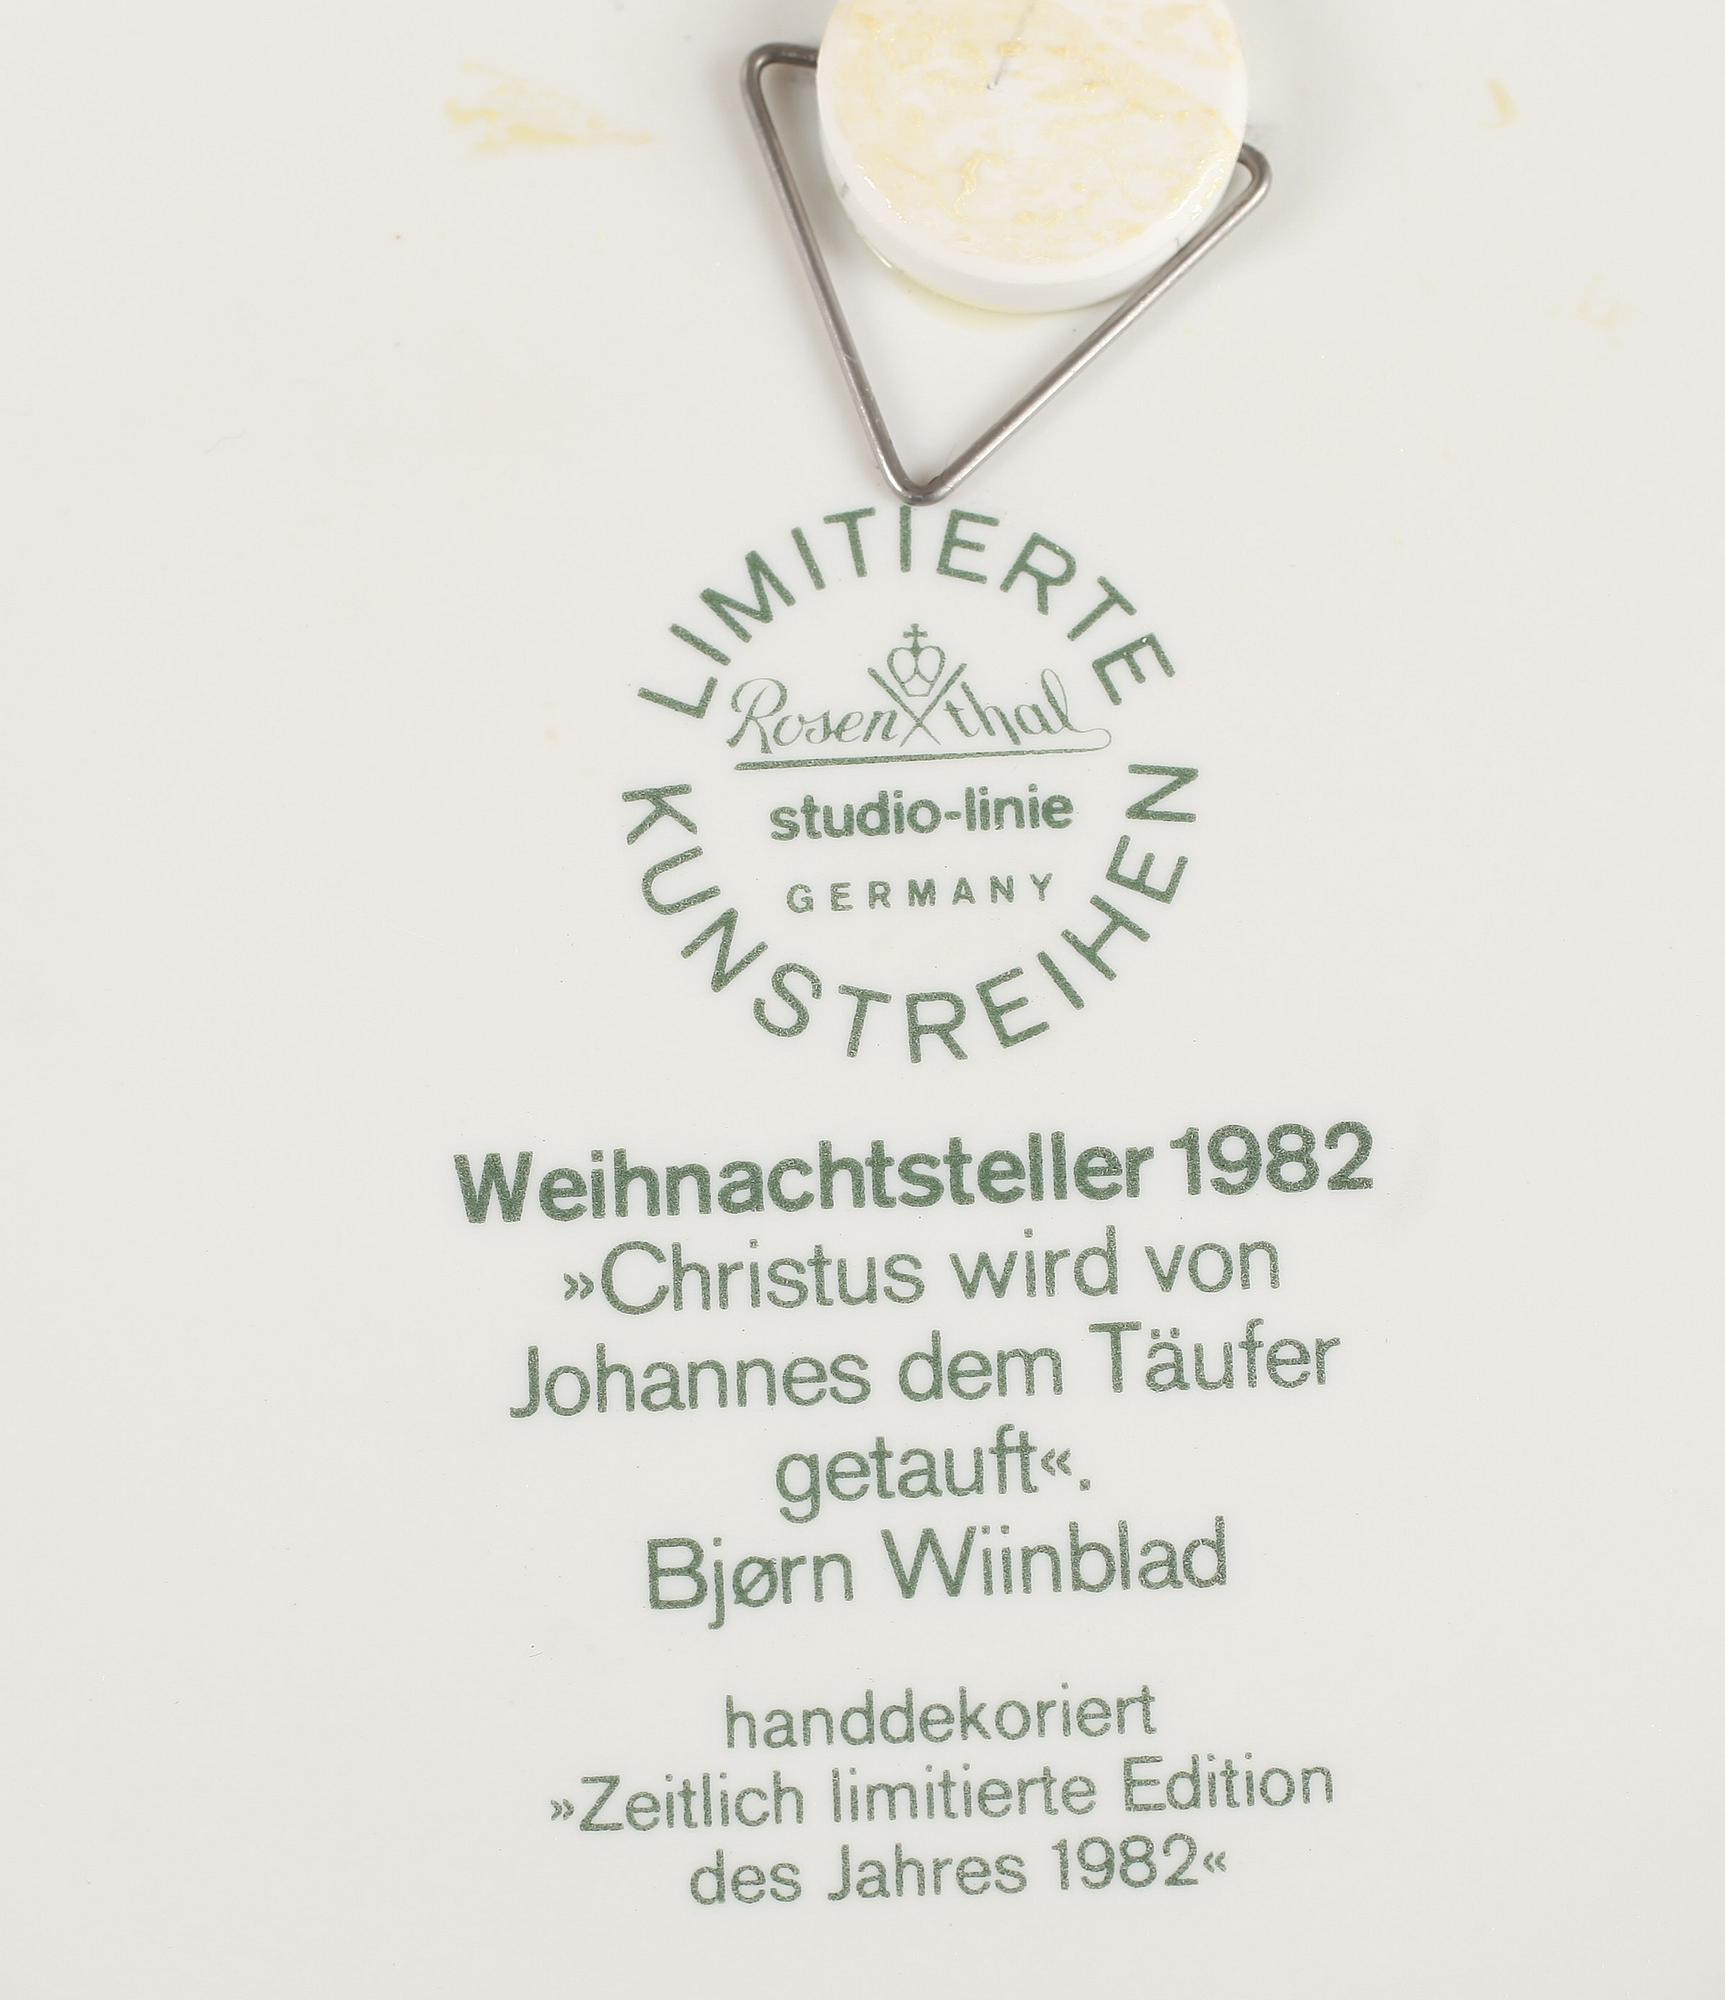 LIMITIERTE
Rosenthal
studio-linie
GERMANY
KUNSTREIHEN
Weihnachtsteller 1982
»Christus wird von
Johannes dem Täufer
getauft«.
Bjørn Wiinblad
handdekoriert
»Zeitlich limitierte Edition
des Jahres 1982«